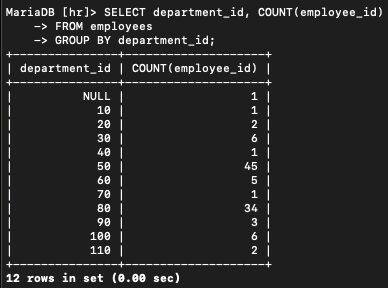 MariaDB [hr]> SELECT department_id, COUNT(employee_id)
    -> FROM employees
    -> GROUP BY department_id;
+---------------+--------------------+
| department_id | COUNT(employee_id) |
+---------------+--------------------+
|          NULL |                  1 |
|            10 |                  1 |
|            20 |                  2 |
|            30 |                  6 |
|            40 |                  1 |
|            50 |                 45 |
|            60 |                  5 |
|            70 |                  1 |
|            80 |                 34 |
|            90 |                  3 |
|           100 |                  6 |
|           110 |                  2 |
+---------------+--------------------+
12 rows in set (0.00 sec)